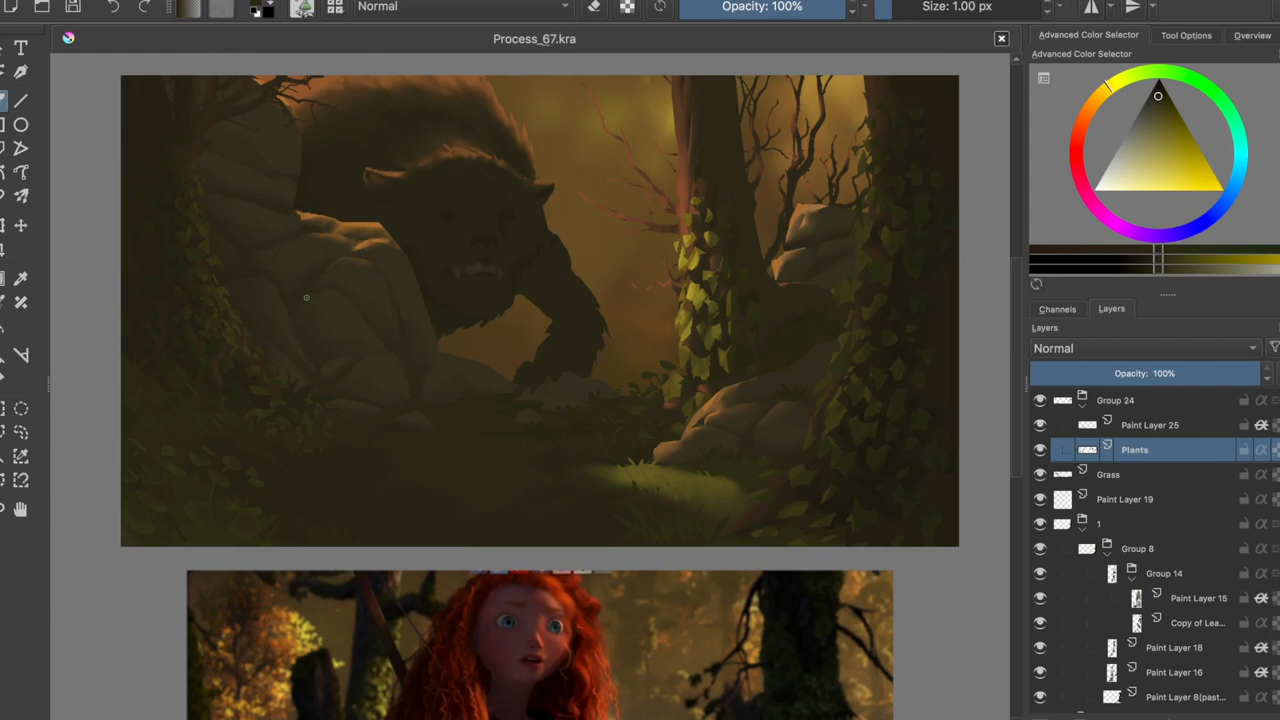 Normal
Opacity: 100%
Size: 1.00 px
Process_67.kra
Advanced Color Selector
Tool Options
Overview
Advanced Color Selector
Channels
Layers
Layers
Normal
Opacity: 100%
Group 24
Paint Layer 25
Plants
Grass
Paint Layer 19
1
Group 8
Group 14
Paint Layer 15
Copy of Lea...
Paint Layer 18
Paint Layer 16
Paint Layer 8(past...